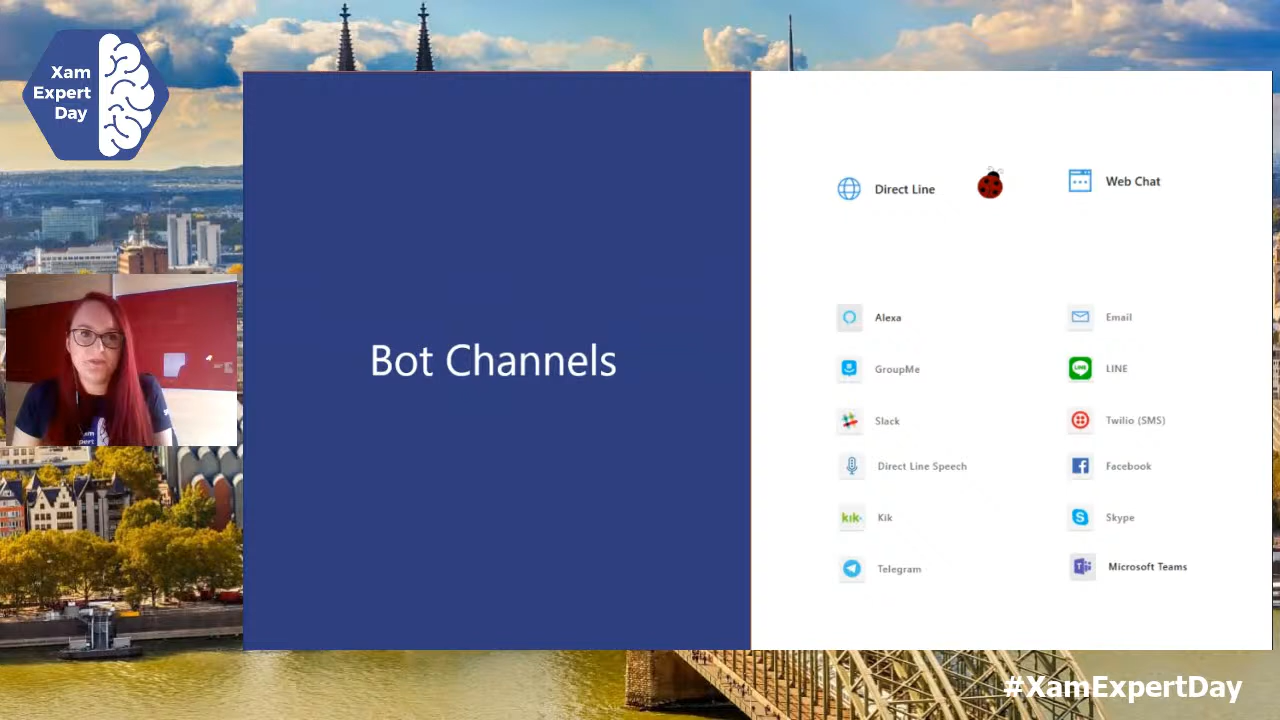 Xam
Expert
Day
Bot Channels
Direct Line
Web Chat
Alexa
Email
GroupMe
LINE
LINE
Slack
Twilio (SMS)
Direct Line Speech
Facebook
kik
Kik
Skype
Telegram
Microsoft Teams
#XamExpertDay